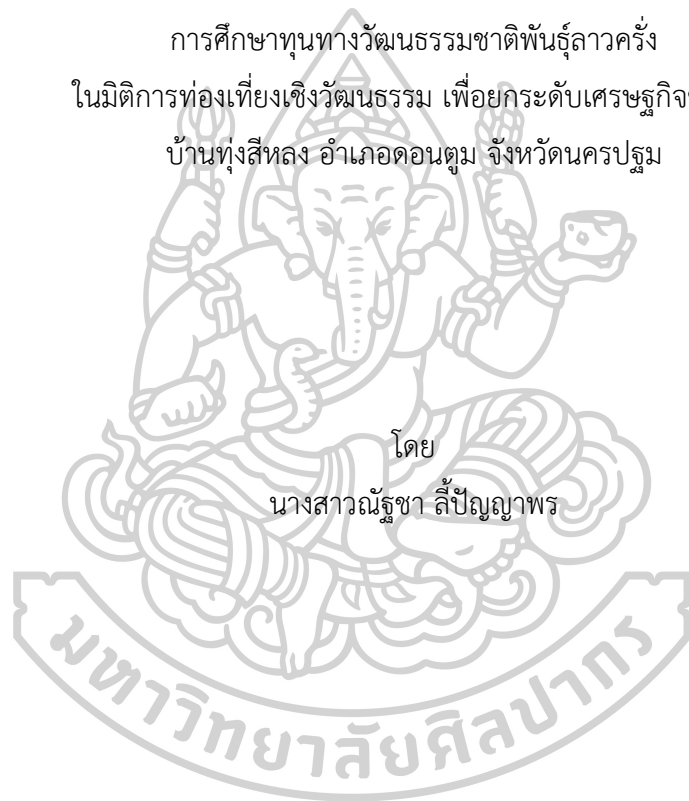 การศึกษาทุนทางวัฒนธรรมชาติพันธุ์ลาวครั่ง
ในมิติการท่องเที่ยงเชิงวัฒนธรรม เพื่อยกระดับเศรษฐกิจ
บ้านทุ่งสีหลง อำเภอดอนตูม จังหวัดนครปฐม
โดย
นางสาวณัฐชา ลี้ปัญญาพร
มหาวิทยาลัยศิลปากร